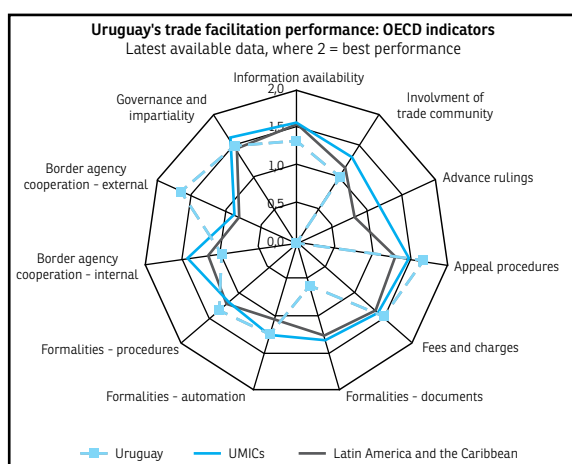 Uruguay's trade facilitation performance: OECD indicators
Latest available data, where 2 = best performance
Information availability
Involvment of
trade community
Advance rulings
Appeal procedures
Fees and charges
Formalities - documents
Formalities - automation
Formalities - procedures
Border agency
cooperation - internal
Border agency
cooperation - external
Governance and
impartiality
2,0
1,5
1,0
0,5
0,0
Uruguay
UMICs
Latin America and the Caribbean